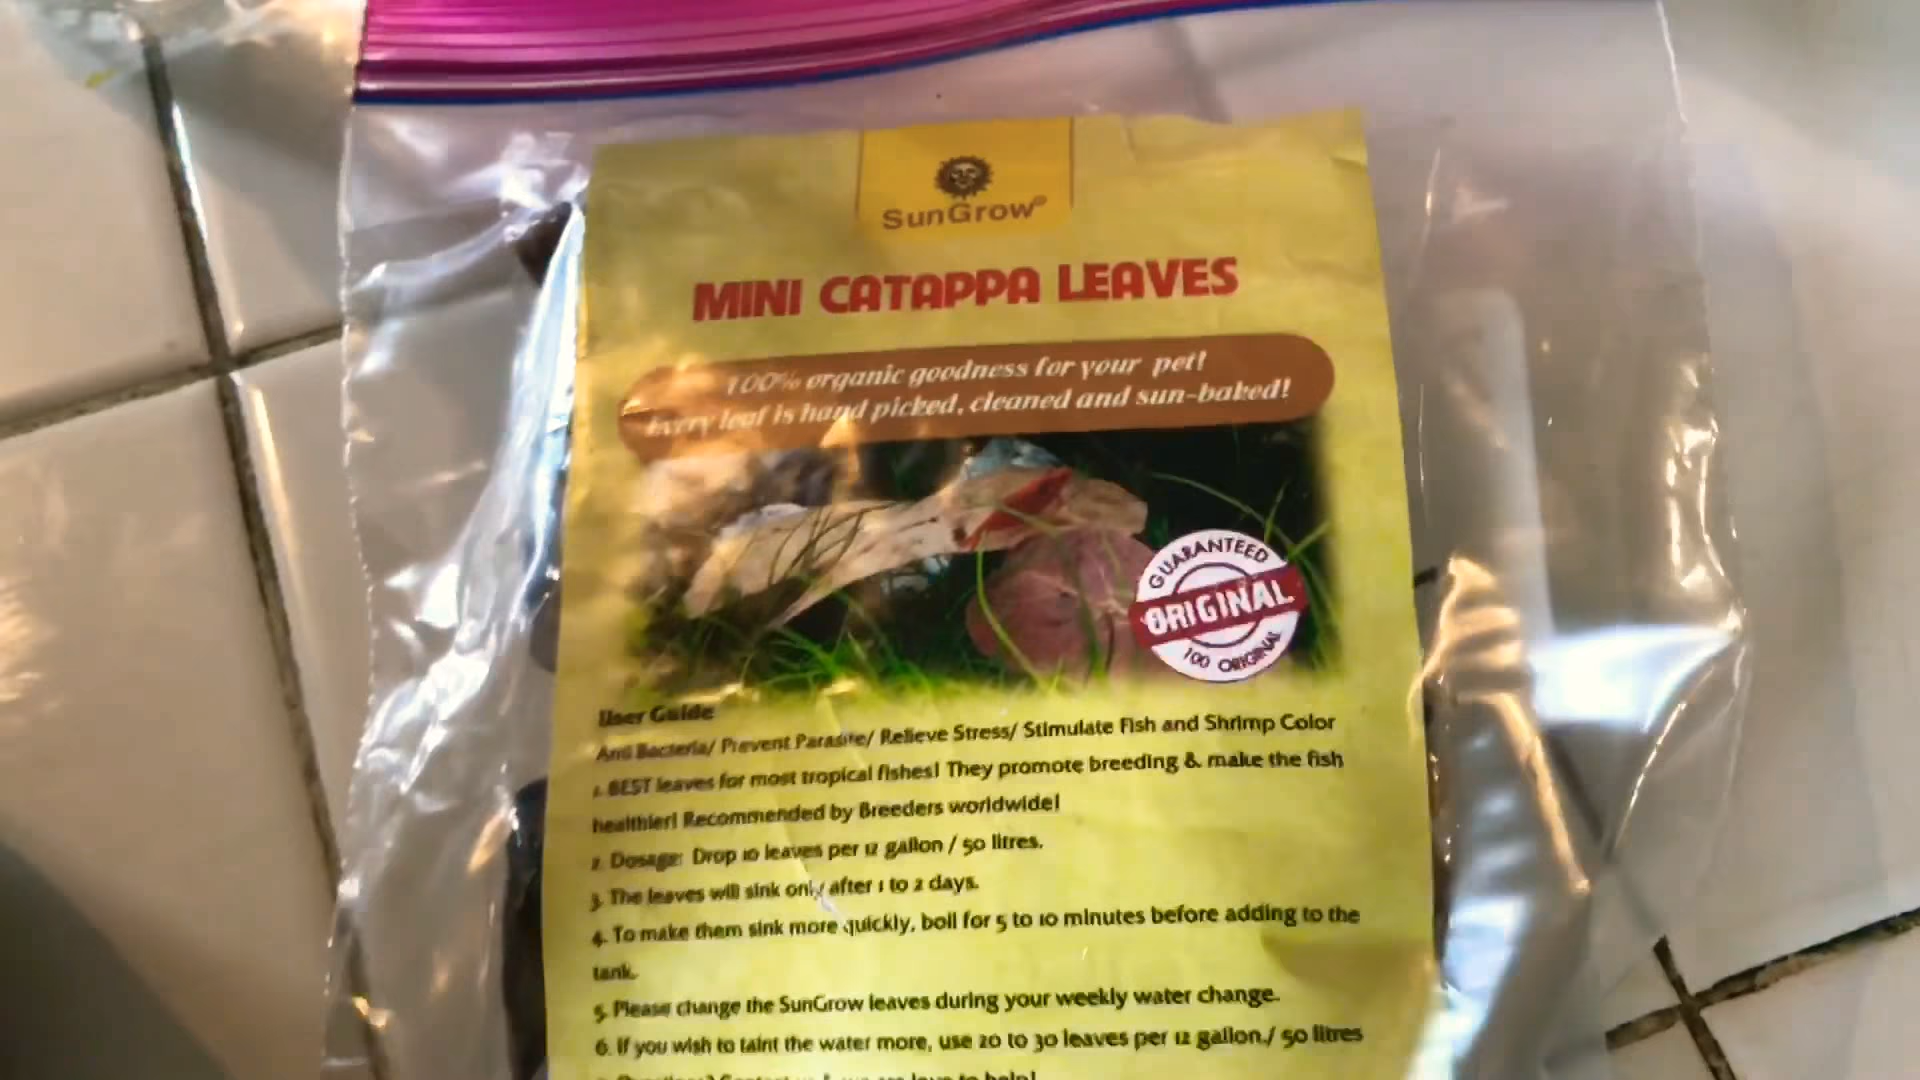 SunGrow®
MINI CATAPPA LEAVES
100% organic goodness for your pet!
Every leaf is hand picked, cleaned and sun-baked!
GUARANTEED
ORIGINAL
100 ORIGINAL
User Guide
Anti Bacteria/ Prevent Parasite/ Relieve Stress/ Stimulate Fish and Shrimp Color
1. BEST leaves for most tropical fishes! They promote breeding & make the fish
healthier! Recommended by Breeders worldwide!
2. Dosage: Drop 10 leaves per 12 gallon / 50 litres.
3. The leaves will sink only after 1 to 2 days.
4. To make them sink more quickly, boil for 5 to 10 minutes before adding to the
tank.
5. Please change the SunGrow leaves during your weekly water change.
6. If you wish to taint the water more, use 20 to 30 leaves per 12 gallon./ 50 litres
love to help!